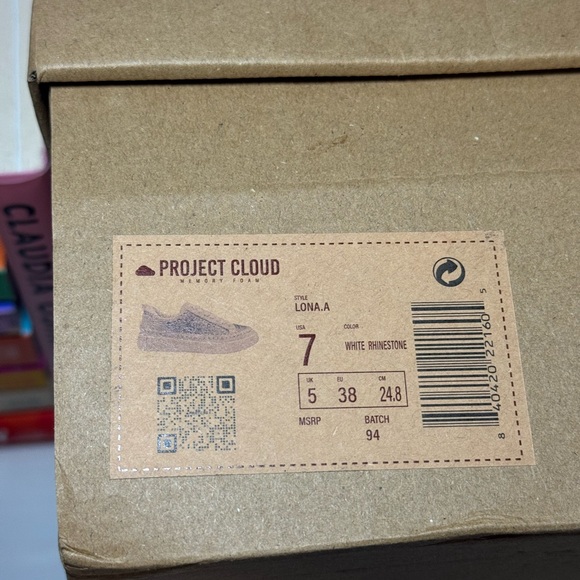 PROJECT CLOUD
MEMORY FOAM
STYLE
LONA.A
USA
7
COLOR
WHITE RHINESTONE
UK
5
EU
38
CM
24.8
MSRP
BATCH
94
8 40420 22160 5
CLAUDIA